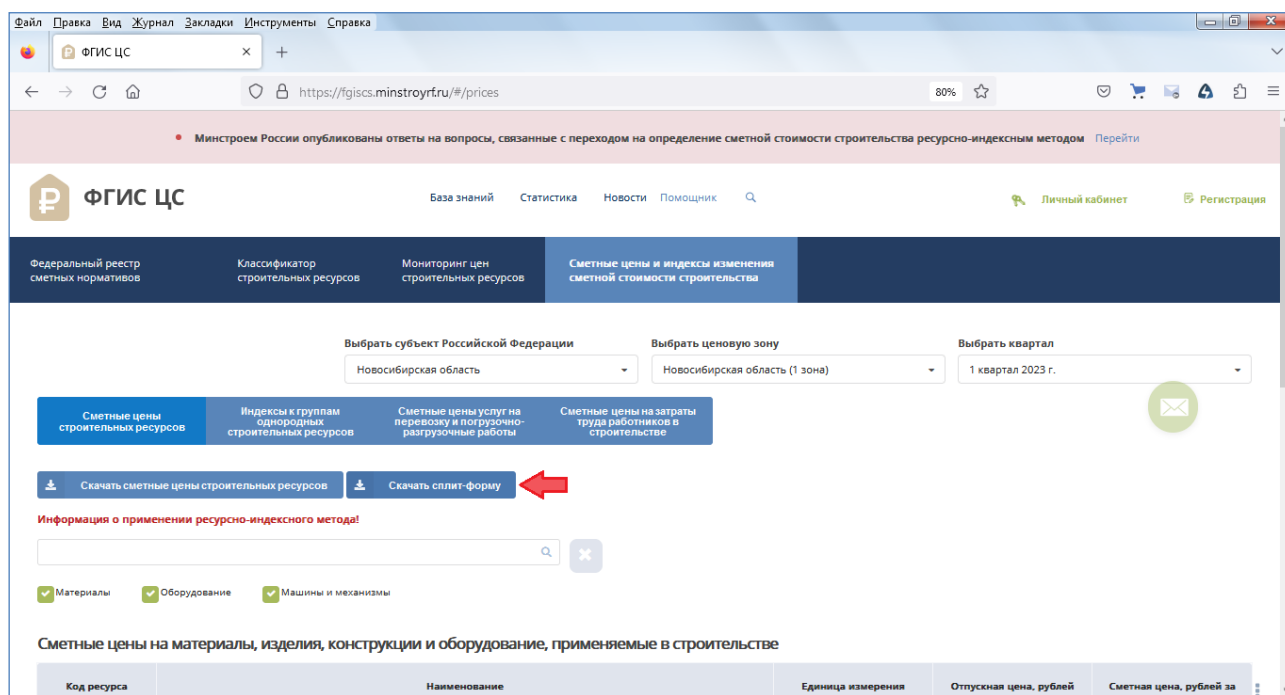 Файл Правка Вид Журнал Закладки Инструменты Справка
ФГИС ЦС
https://fgiscs.minstroyrf.ru/#/prices
80%
Минстроем России опубликованы ответы на вопросы, связанные с переходом на определение сметной стоимости строительства ресурсно-индексным методом Перейти
ФГИС ЦС
База знаний Статистика Новости Помощник
Личный кабинет Регистрация
Федеральный реестр
сметных нормативов
Классификатор
строительных ресурсов
Мониторинг цен
строительных ресурсов
Сметные цены и индексы изменения
сметной стоимости строительства
Выбрать субъект Российской Федерации
Новосибирская область
Выбрать ценовую зону
Новосибирская область (1 зона)
Выбрать квартал
1 квартал 2023 г.
Сметные цены
строительных ресурсов
Индексы к группам
однородных
строительных ресурсов
Сметные цены услуг на
перевозку и погрузочно-
разгрузочные работы
Сметные цены на затраты
труда работников в
строительстве
Скачать сметные цены строительных ресурсов
Скачать сплит-форму
Информация о применении ресурсно-индексного метода!
Материалы Оборудование Машины и механизмы
Сметные цены на материалы, изделия, конструкции и оборудование, применяемые в строительстве
Код ресурса Наименование Единица измерения Отпускная цена, рублей Сметная цена, рублей за